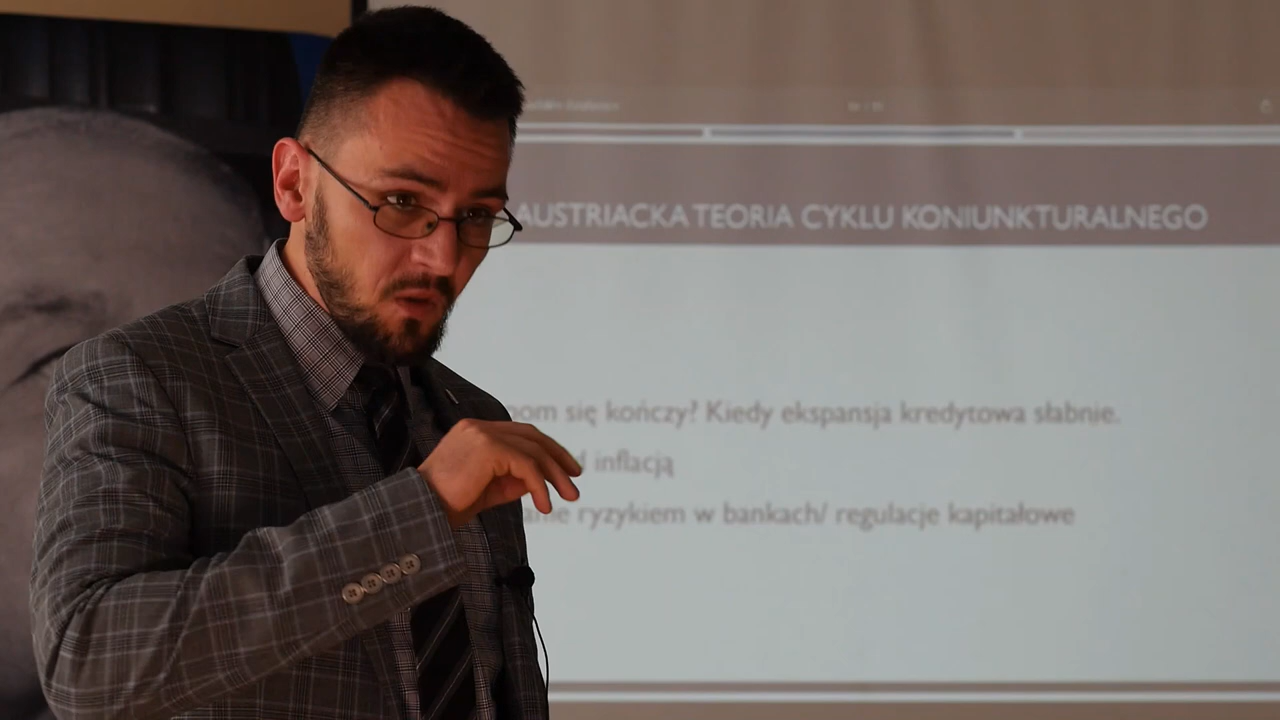 AUSTRIACKA TEORIA CYKLU KONIUNKTURALNEGO
się kończy? Kiedy ekspansja kredytowa słabnie.
inflacją
ryzykiem w bankach/ regulacje kapitałowe